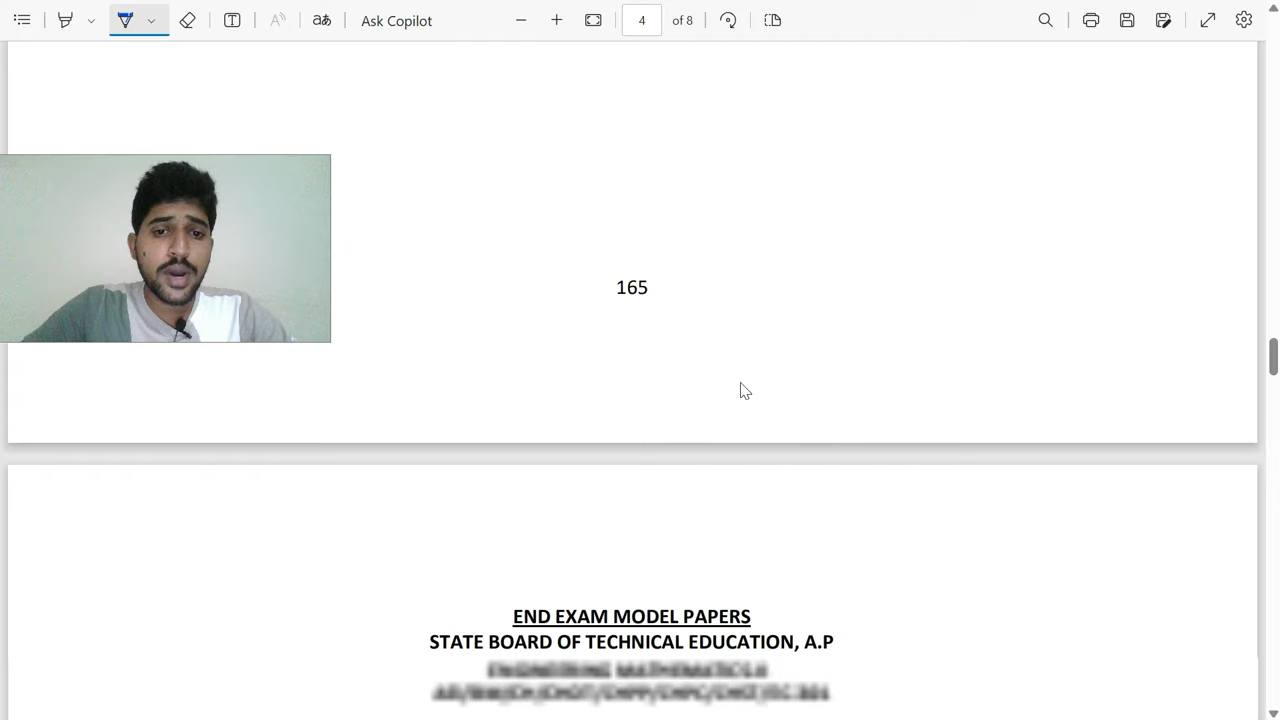 Ask Copilot
4 of 8
165
END EXAM MODEL PAPERS
STATE BOARD OF TECHNICAL EDUCATION, A.P